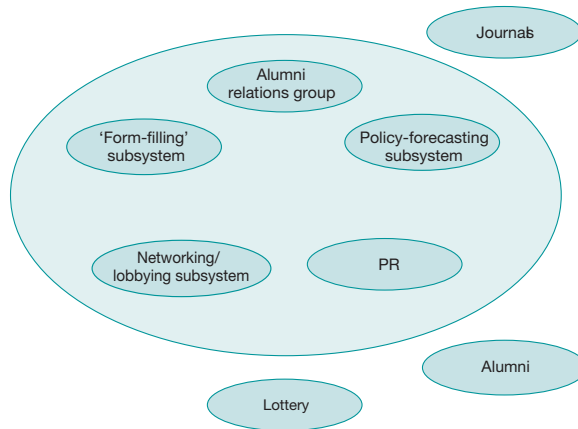 Journals
Alumni
relations group
'Form-filling'
subsystem
Policy-forecasting
subsystem
Networking/
lobbying subsystem
PR
Alumni
Lottery